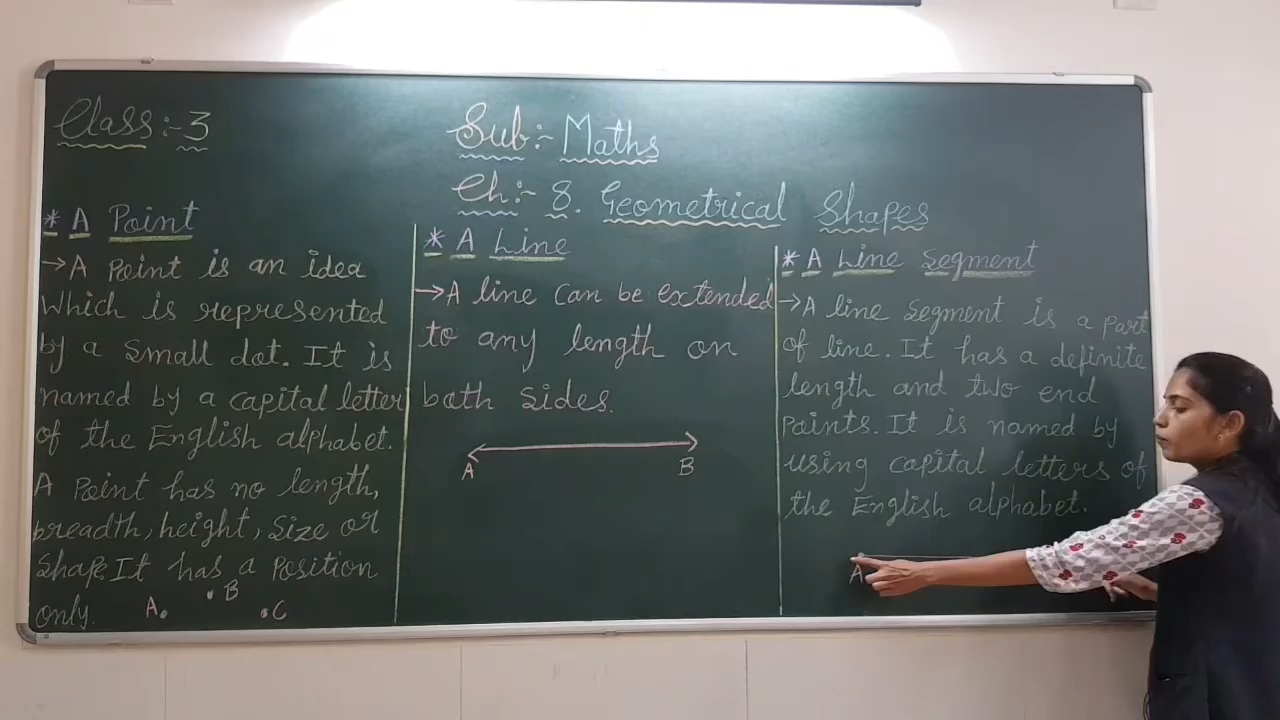 Class :- 3
Sub:- Maths
Ch:- 8. Geometrical Shapes
* A Point
→ A Point is an idea
Which is represented
by a small dot. It is
named by a capital letter
of the English alphabet.
A Point has no length,
breadth, height, Size or
Shape. It has a Position
only.
A. . B . C
* A Line
→ A line can be extended
to any length on
both sides.
A B
* A Line Segment
→ A line Segment is a part
of line. It has a definite
length and two end
Points. It is named by
using capital letters of
the English alphabet.
A